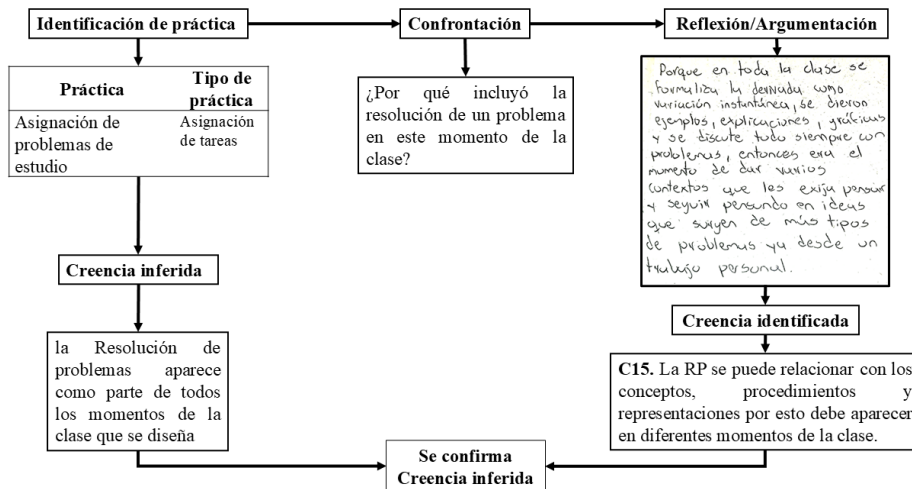 Identificación de práctica
Confrontación
Reflexión/Argumentación
Práctica
Tipo de
práctica
Asignación de
problemas de
estudio
Asignación
de tareas
¿Por qué incluyó la
resolución de un problema
en este momento de la
clase?
Porque en toda la clase se
formaliza la derivada como
variación instantánea, se dieron
ejemplos, explicaciones, gráficas
y se discute todo siempre con
problemas, entonces era el
momento de dar varios
contextos que les exija pensar
y seguir pensando en ideas
que surgen de más tipos
de problemas ya desde un
trabajo personal.
Creencia inferida
Creencia identificada
la Resolución de
problemas aparece
como parte de todos
los momentos de la
clase que se diseña
C15. La RP se puede relacionar con los
conceptos, procedimientos y
representaciones por esto debe aparecer
en diferentes momentos de la clase.
Se confirma
Creencia inferida